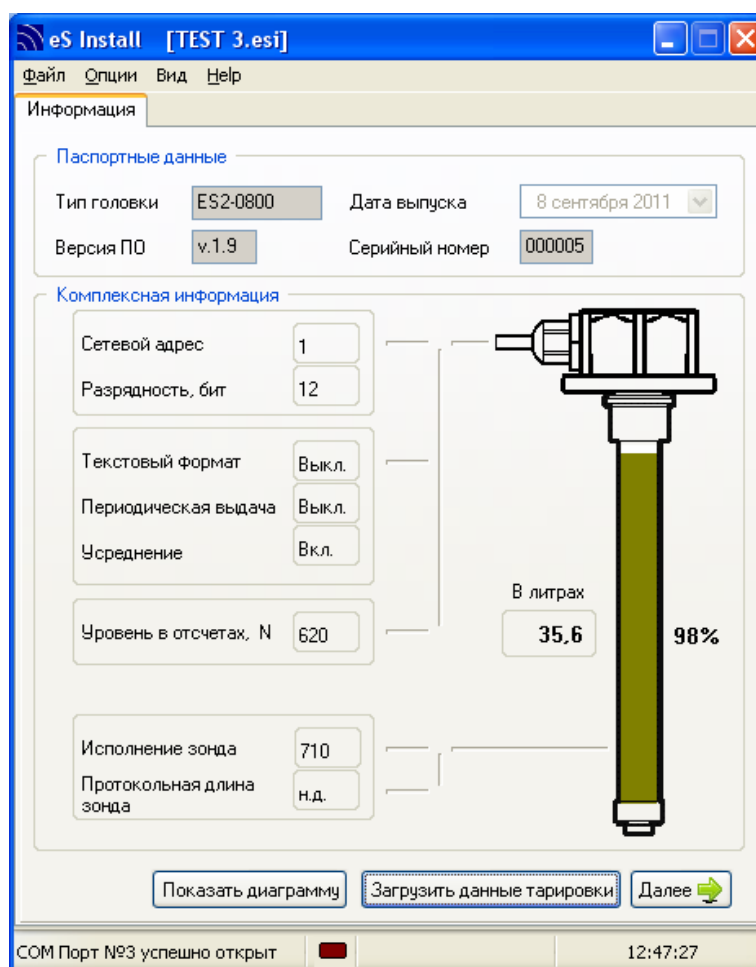 eS Install [TEST 3.esi]
Файл Опции Вид Help
Информация
Паспортные данные
Тип головки ES2-0800 Дата выпуска 8 сентября 2011
Версия ПО v.1.9 Серийный номер 000005
Комплексная информация
Сетевой адрес 1
Разрядность, бит 12
Текстовый формат Выкл.
Периодическая выдача Выкл.
Усреднение Вкл.
В литрах
Уровень в отсчетах, N 620 35,6 98%
Исполнение зонда 710
Протокольная длина
зонда н.д.
Показать диаграмму Загрузить данные тарировки Далее
COM Порт №3 успешно открыт 12:47:27